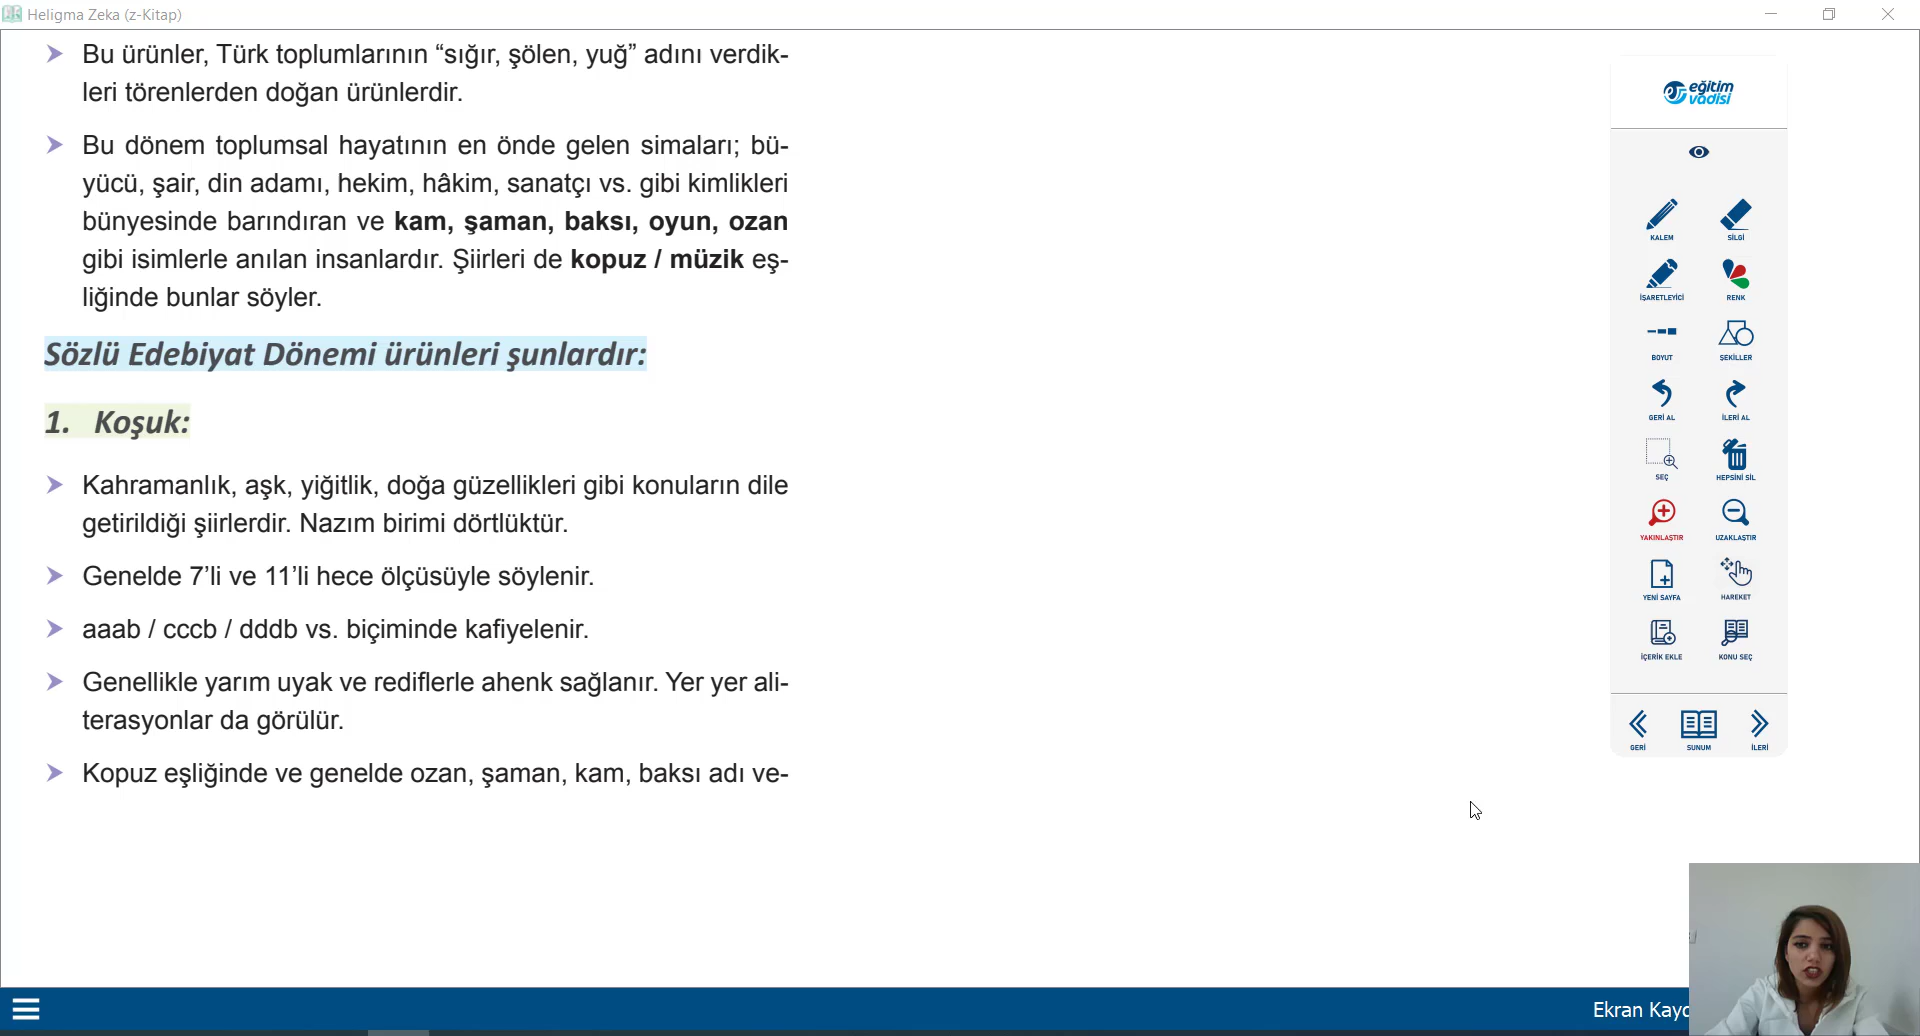 Heligma Zeka (z-Kitap)
Bu ürünler, Türk toplumlarının “sığır, şölen, yuğ” adını verdik-
leri törenlerden doğan ürünlerdir.
Bu dönem toplumsal hayatının en önde gelen simaları; bü-
yücü, şair, din adamı, hekim, hâkim, sanatçı vs. gibi kimlikleri
bünyesinde barındıran ve kam, şaman, baksı, oyun, ozan
gibi isimlerle anılan insanlardır. Şiirleri de kopuz / müzik eş-
liğinde bunlar söyler.
Sözlü Edebiyat Dönemi ürünleri şunlardır:
1. Koşuk:
Kahramanlık, aşk, yiğitlik, doğa güzellikleri gibi konuların dile
getirildiği şiirlerdir. Nazım birimi dörtlüktür.
Genelde 7’li ve 11’li hece ölçüsüyle söylenir.
aaab / cccb / dddb vs. biçiminde kafiyelenir.
Genellikle yarım uyak ve rediflerle ahenk sağlanır. Yer yer ali-
terasyonlar da görülür.
Kopuz eşliğinde ve genelde ozan, şaman, kam, baksı adı ve-
eğitim
vadisi
KALEM SİLGİ
İŞARETLEYİCİ RENK
BOYUT ŞEKİLLER
GERİ AL İLERİ AL
SEÇ HEPSİNİ SİL
YAKINLAŞTIR UZAKLAŞTIR
YENİ SAYFA HAREKET
İÇERİK EKLE KONU SEÇ
GERİ SUNUM İLERİ
Ekran Kayd